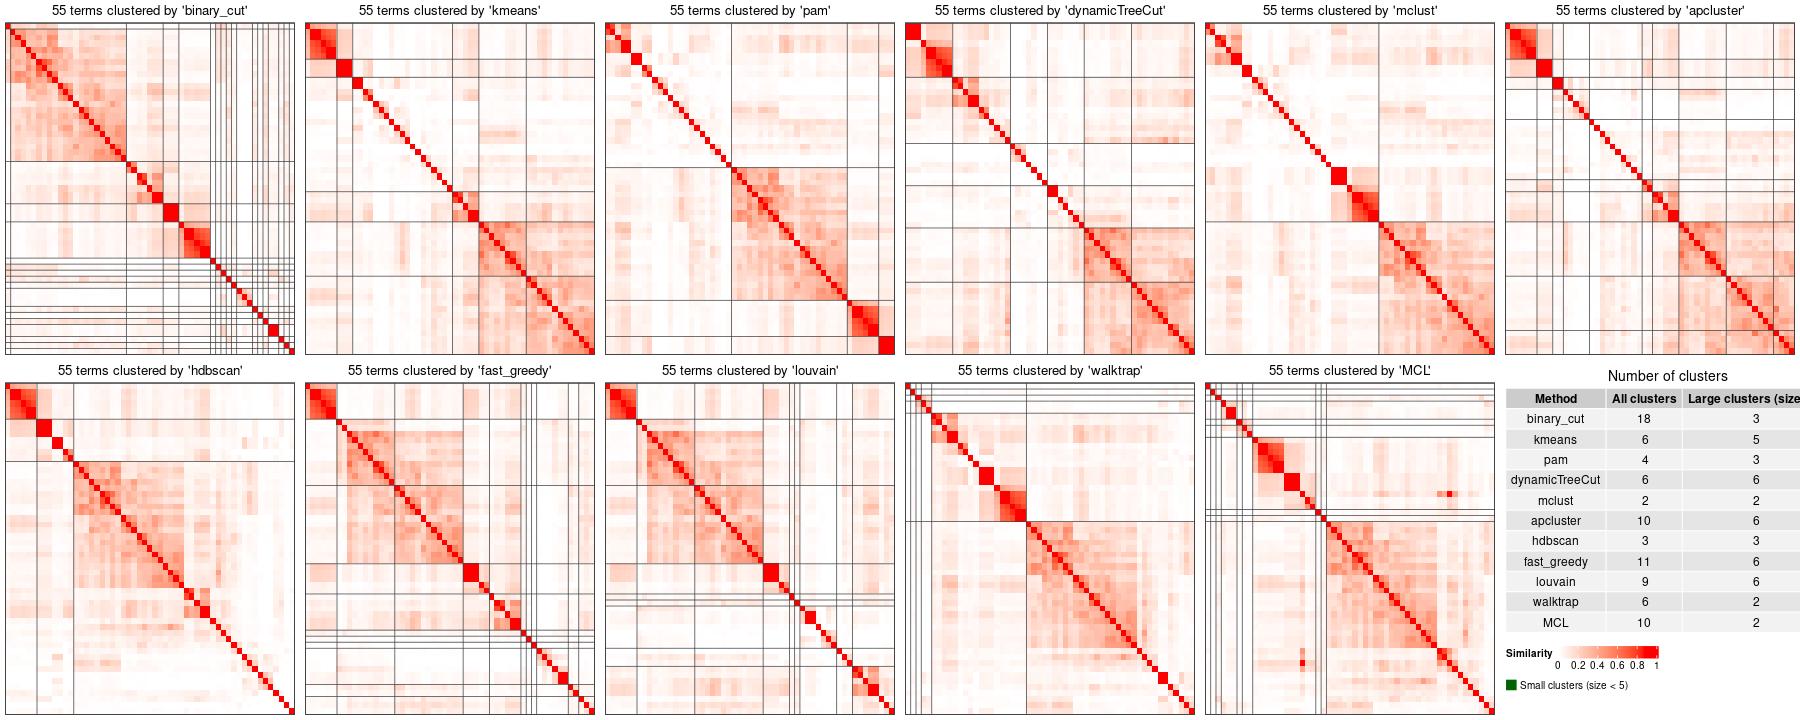 55 terms clustered by 'binary_cut'
55 terms clustered by 'kmeans'
55 terms clustered by 'pam'
55 terms clustered by 'dynamicTreeCut'
55 terms clustered by 'mclust'
55 terms clustered by 'apcluster'
55 terms clustered by 'hdbscan'
55 terms clustered by 'fast_greedy'
55 terms clustered by 'louvain'
55 terms clustered by 'walktrap'
55 terms clustered by 'MCL'
Number of clusters
Method All clusters Large clusters (size
binary_cut 18 3
kmeans 6 5
pam 4 3
dynamicTreeCut 6 6
mclust 2 2
apcluster 10 6
hdbscan 3 3
fast_greedy 11 6
louvain 9 6
walktrap 6 2
MCL 10 2
Similarity
0 0.2 0.4 0.6 0.8 1
Small clusters (size < 5)